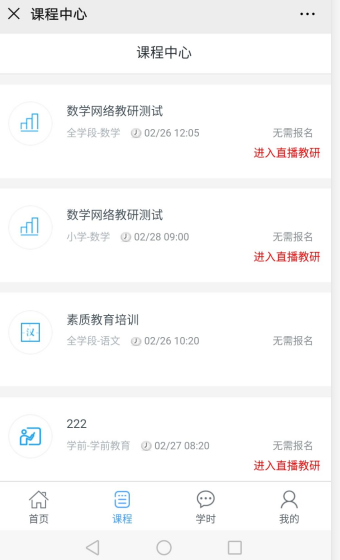 课程中心
课程中心
数学网络教研测试
全学段-数学 02/26 12:05 无需报名
进入直播教研
数学网络教研测试
小学-数学 02/28 09:00 无需报名
进入直播教研
素质教育培训
全学段-语文 02/26 10:20 无需报名
222
学前-学前教育 02/27 08:20 无需报名
进入直播教研
首页 课程 学时 我的